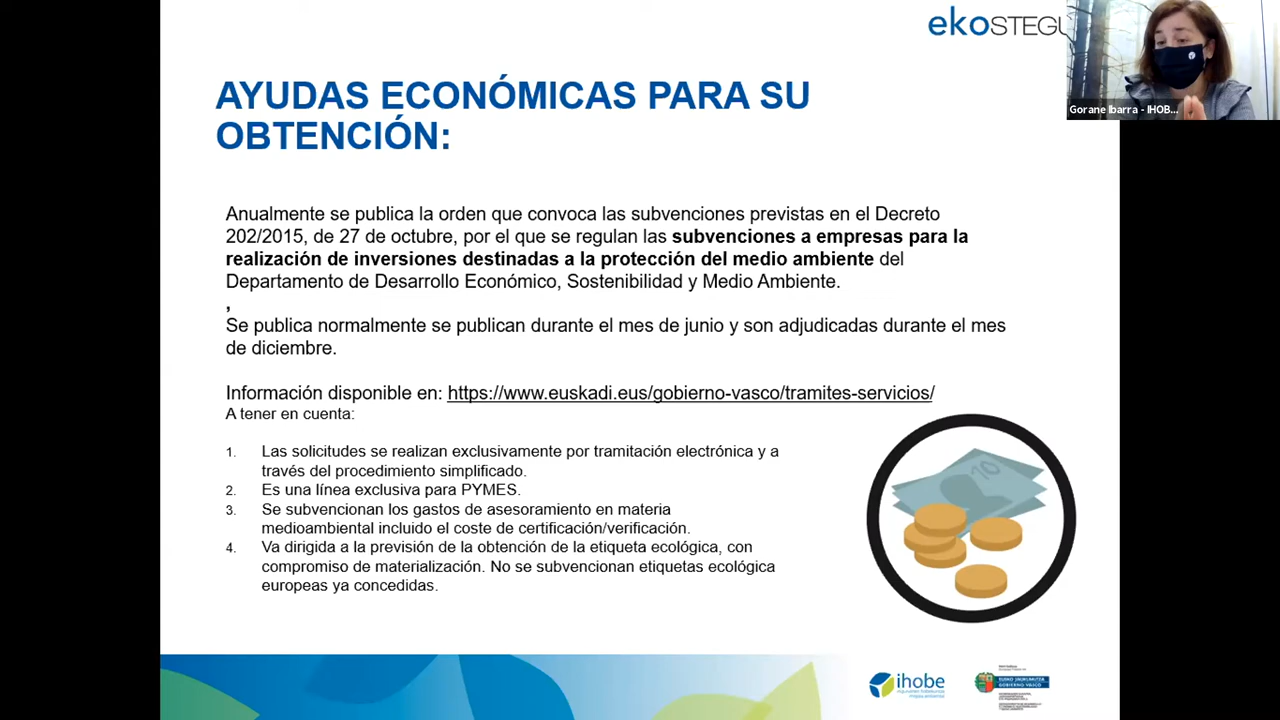 ekoSTEGU
Gorane Ibarra - IHOB...
AYUDAS ECONÓMICAS PARA SU
OBTENCIÓN:
Anualmente se publica la orden que convoca las subvenciones previstas en el Decreto
202/2015, de 27 de octubre, por el que se regulan las subvenciones a empresas para la
realización de inversiones destinadas a la protección del medio ambiente del
Departamento de Desarrollo Económico, Sostenibilidad y Medio Ambiente.
,
Se publica normalmente se publican durante el mes de junio y son adjudicadas durante el mes
de diciembre.
Información disponible en: https://www.euskadi.eus/gobierno-vasco/tramites-servicios/
A tener en cuenta:
1. Las solicitudes se realizan exclusivamente por tramitación electrónica y a
través del procedimiento simplificado.
2. Es una línea exclusiva para PYMES.
3. Se subvencionan los gastos de asesoramiento en materia
medioambiental incluido el coste de certificación/verificación.
4. Va dirigida a la previsión de la obtención de la etiqueta ecológica, con
compromiso de materialización. No se subvencionan etiquetas ecológica
europeas ya concedidas.
10
ihobe
EUSKO JAURLARITZA
GOBIERNO VASCO